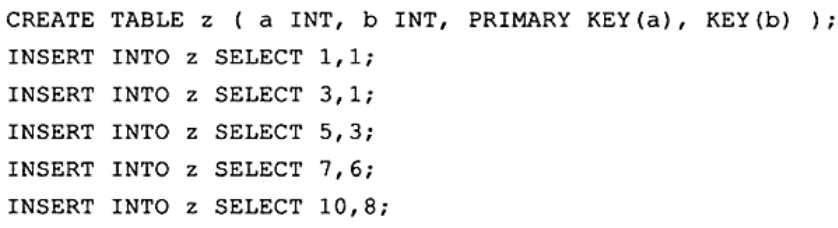 CREATE TABLE z ( a INT, b INT, PRIMARY KEY(a), KEY(b) );
INSERT INTO z SELECT 1,1;
INSERT INTO z SELECT 3,1;
INSERT INTO z SELECT 5,3;
INSERT INTO z SELECT 7,6;
INSERT INTO z SELECT 10,8;